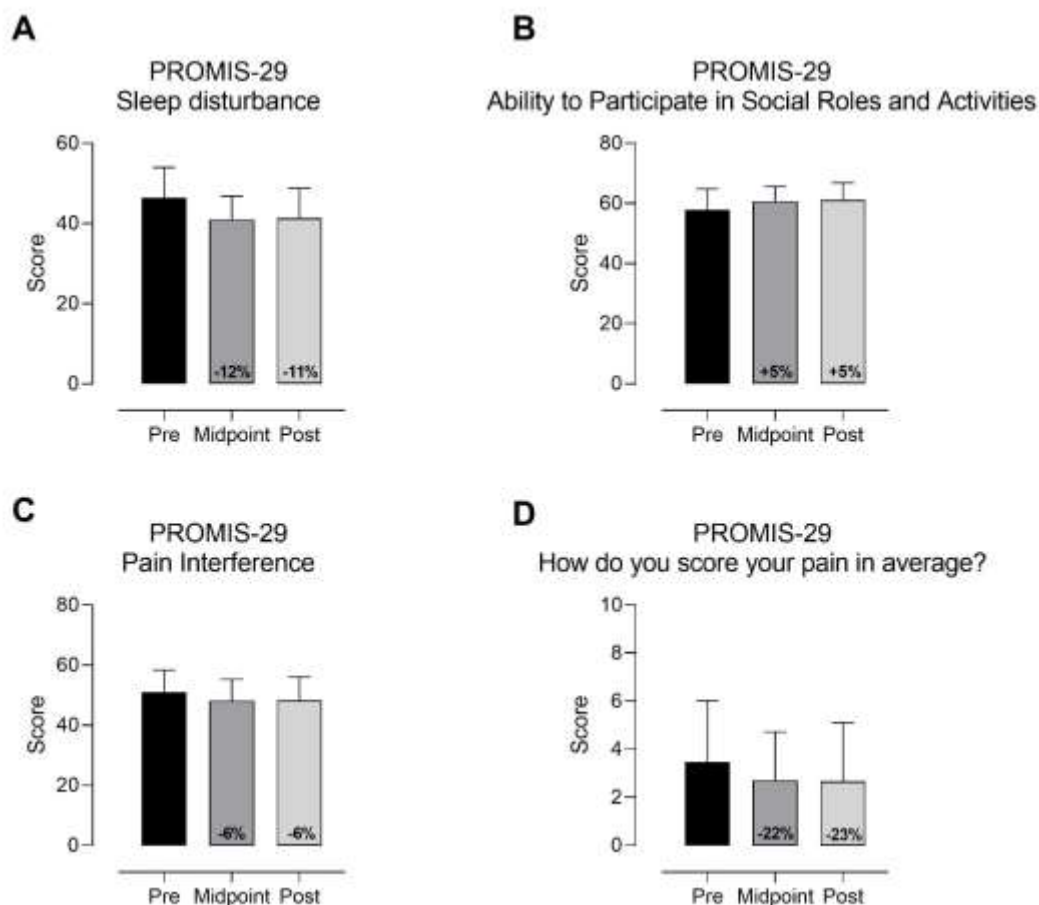 A
PROMIS-29
Sleep disturbance
60
40
20
0
Score
-12%
-11%
Pre Midpoint Post
B
PROMIS-29
Ability to Participate in Social Roles and Activities
80
60
40
20
0
Score
+5%
+5%
Pre Midpoint Post
C
PROMIS-29
Pain Interference
80
60
40
20
0
Score
-6%
-6%
Pre Midpoint Post
D
PROMIS-29
How do you score your pain in average?
10
8
6
4
2
0
Score
-22%
-23%
Pre Midpoint Post